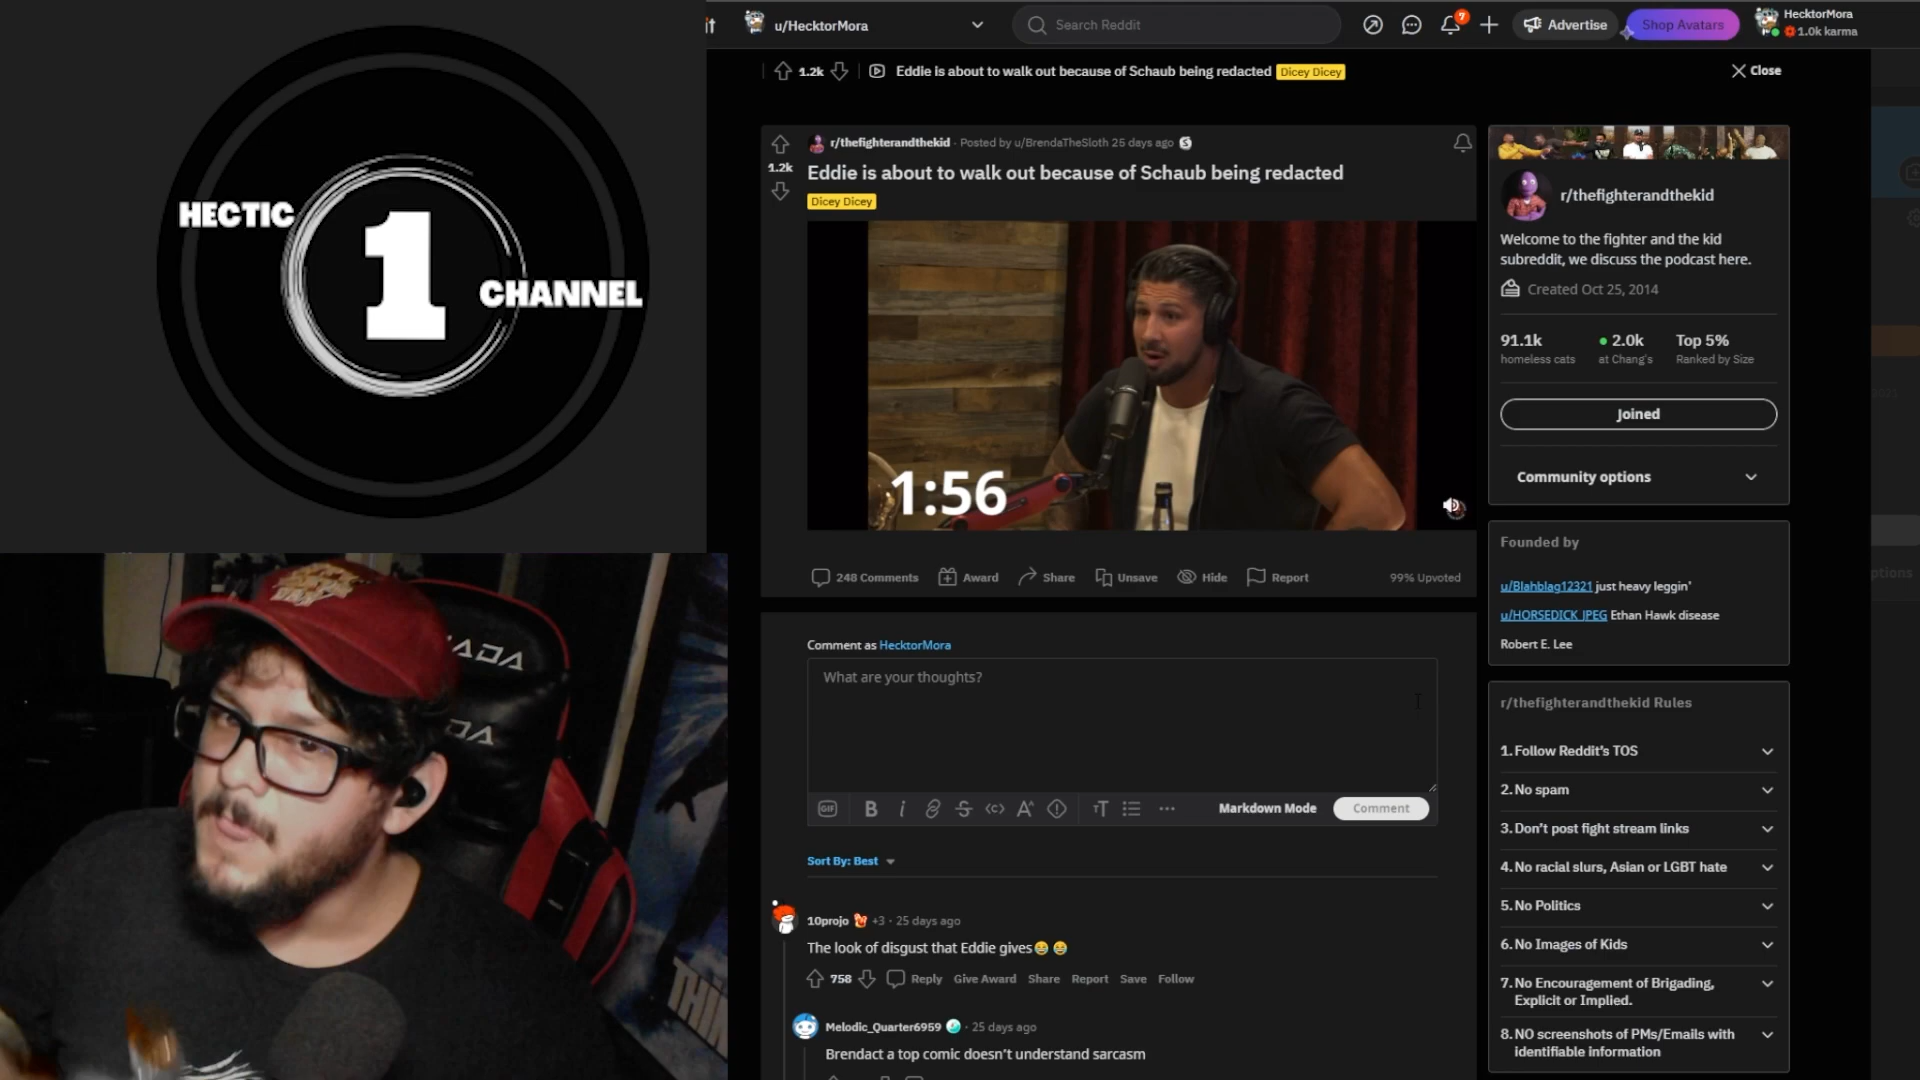 HECTIC
1
CHANNEL
u/HecktorMora
Search Reddit
7
Advertise
Shop Avatars
HecktorMora
1.0k karma
1.2k
Eddie is about to walk out because of Schaub being redacted
Dicey Dicey
Close
r/thefighterandthekid · Posted by u/BrendaTheSloth 25 days ago
1.2k
Eddie is about to walk out because of Schaub being redacted
Dicey Dicey
1:56
248 Comments
Award
Share
Unsave
Hide
Report
99% Upvoted
Comment as HecktorMora
What are your thoughts?
GIF
Markdown Mode
Comment
Sort By: Best
10projo +3 · 25 days ago
The look of disgust that Eddie gives😂 😂
758
Reply
Give Award
Share
Report
Save
Follow
Melodic_Quarter6959 · 25 days ago
Brendact a top comic doesn't understand sarcasm
r/thefighterandthekid
Welcome to the fighter and the kid
subreddit, we discuss the podcast here.
Created Oct 25, 2014
91.1k
2.0k
Top 5%
homeless cats
at Chang's
Ranked by Size
Joined
Community options
Founded by
u/Blahblag12321 just heavy leggin'
u/HORSEDICK_JPEG Ethan Hawk disease
Robert E. Lee
r/thefighterandthekid Rules
1. Follow Reddit's TOS
2. No spam
3. Don't post fight stream links
4. No racial slurs, Asian or LGBT hate
5. No Politics
6. No Images of Kids
7. No Encouragement of Brigading,
Explicit or Implied.
8. NO screenshots of PMs/Emails with
identifiable information